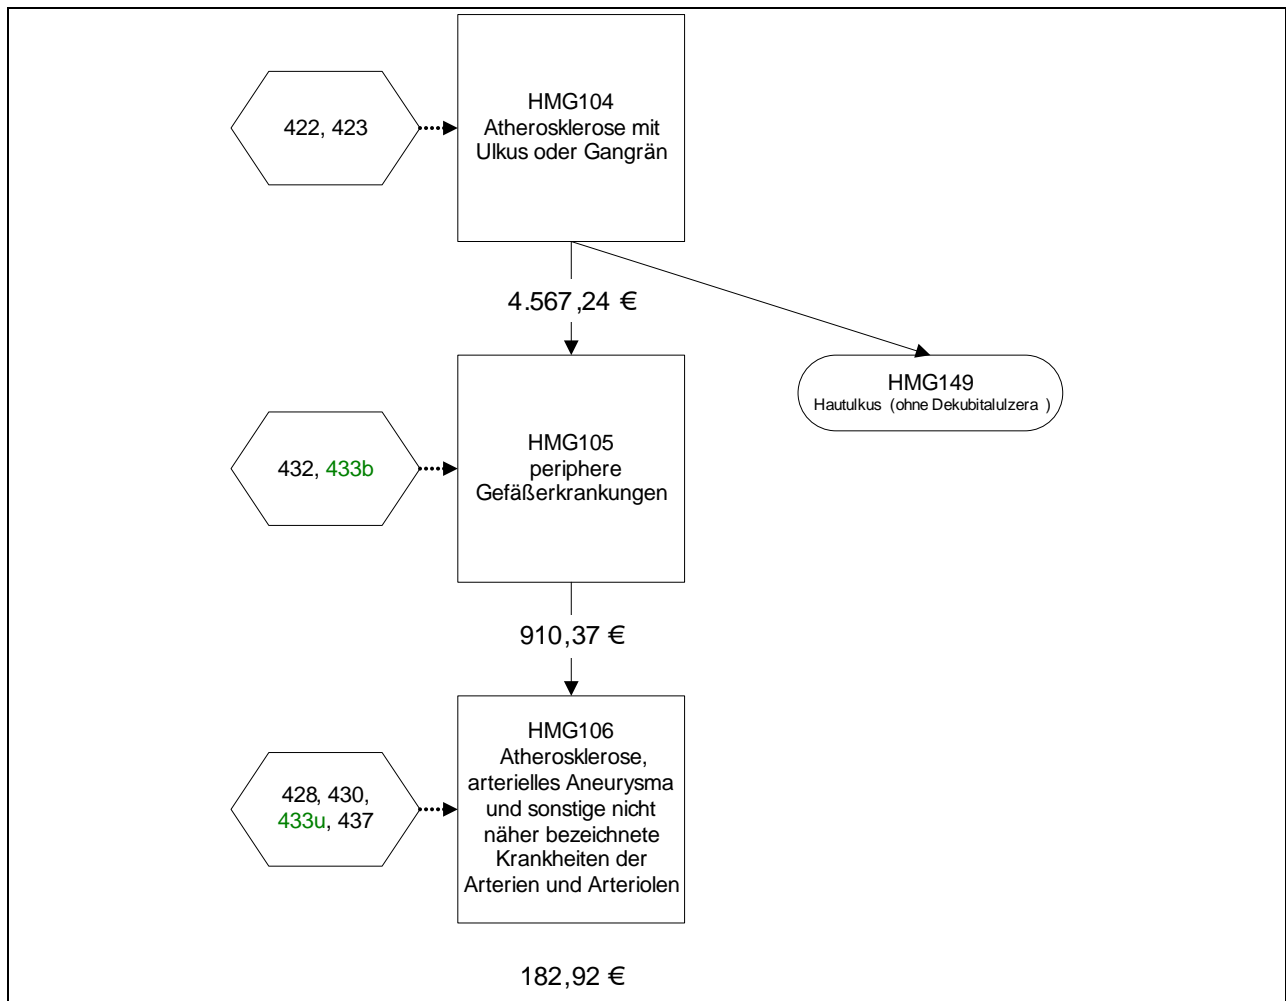 422, 423
HMG104
Atherosklerose mit
Ulkus oder Gangrän
4.567,24 €
HMG149
Hautulkus (ohne Dekubitalulzera )
432, 433b
HMG105
periphere
Gefäßerkrankungen
910,37 €
428, 430,
433u, 437
HMG106
Atherosklerose,
arterielles Aneurysma
und sonstige nicht
näher bezeichnete
Krankheiten der
Arterien und Arteriolen
182,92 €